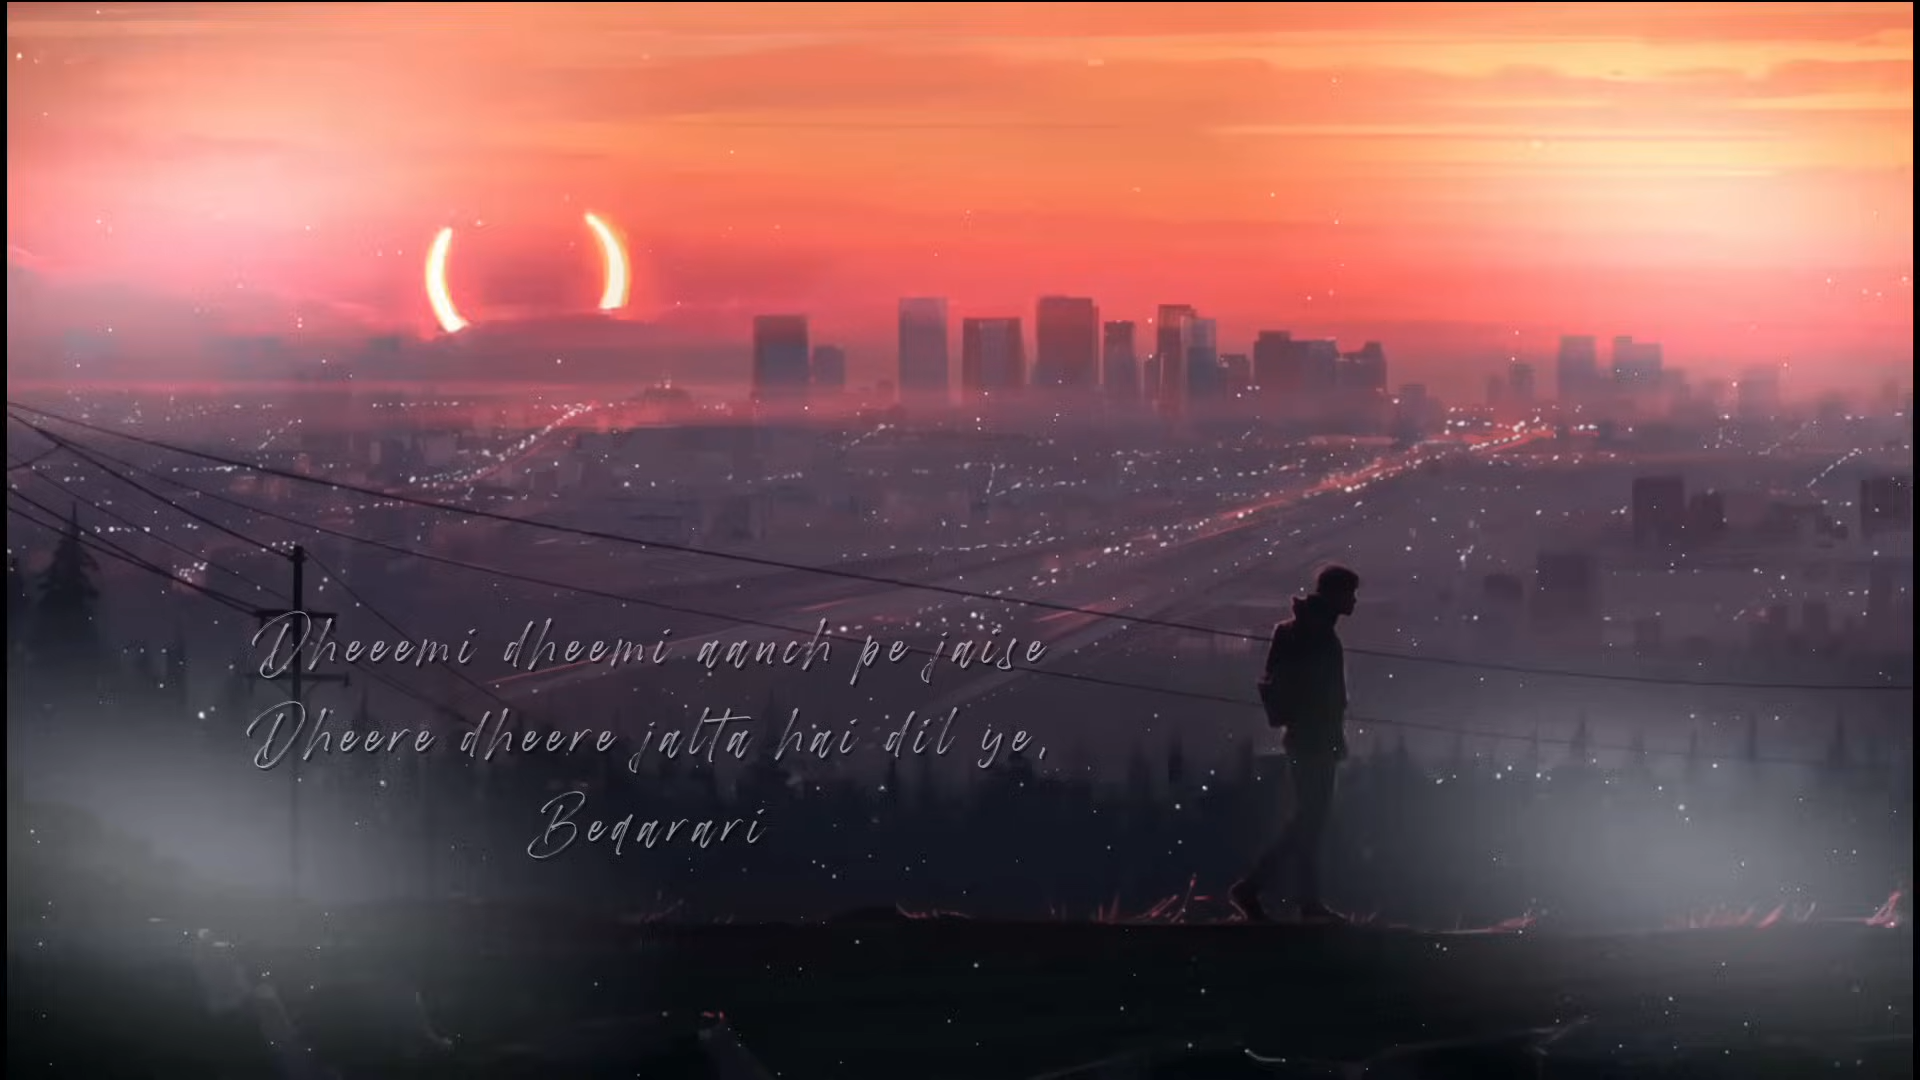 Dheeemi dheemi aanch pe jaise
Dheere dheere jalta hai dil ye,
Beqarari